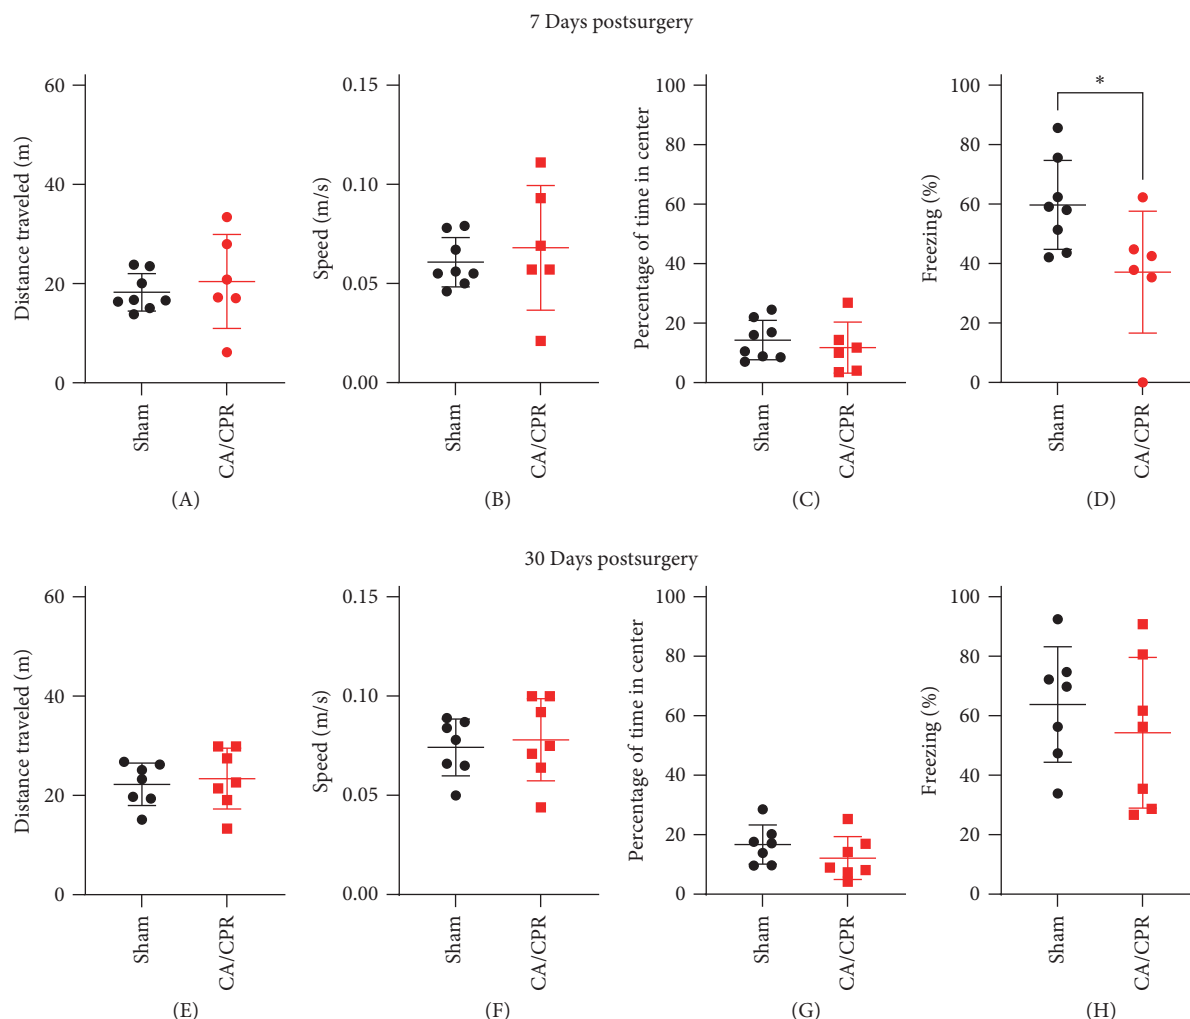 7 Days postsurgery
Distance traveled (m)
60
40
20
0
Sham
CA/CPR
(A)
Speed (m/s)
0.15
0.10
0.05
0.00
Sham
CA/CPR
(B)
Percentage of time in center
100
80
60
40
20
0
Sham
CA/CPR
(C)
Freezing (%)
100
80
60
40
20
0
*
Sham
CA/CPR
(D)
30 Days postsurgery
Distance traveled (m)
60
40
20
0
Sham
CA/CPR
(E)
Speed (m/s)
0.15
0.10
0.05
0.00
Sham
CA/CPR
(F)
Percentage of time in center
100
80
60
40
20
0
Sham
CA/CPR
(G)
Freezing (%)
100
80
60
40
20
0
Sham
CA/CPR
(H)